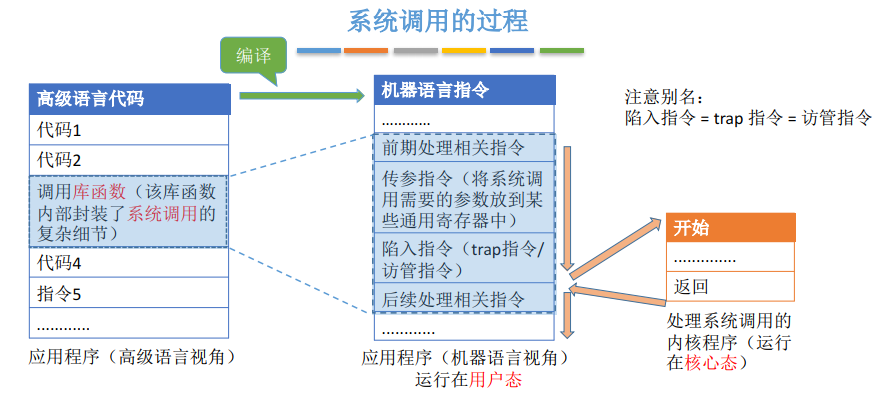 系统调用的过程
编译
高级语言代码
代码1
代码2
调用库函数（该库函数
内部封装了系统调用的
复杂细节）
代码4
指令5
............
应用程序（高级语言视角）
机器语言指令
............
前期处理相关指令
传参指令（将系统调
用需要的参数放到某
些通用寄存器中）
陷入指令（trap指令/
访管指令）
后续处理相关指令
............
应用程序（机器语言视角）
运行在用户态
注意别名：
陷入指令 = trap 指令 = 访管指令
开始
..............
返回
处理系统调用的
内核程序（运行
在核心态）